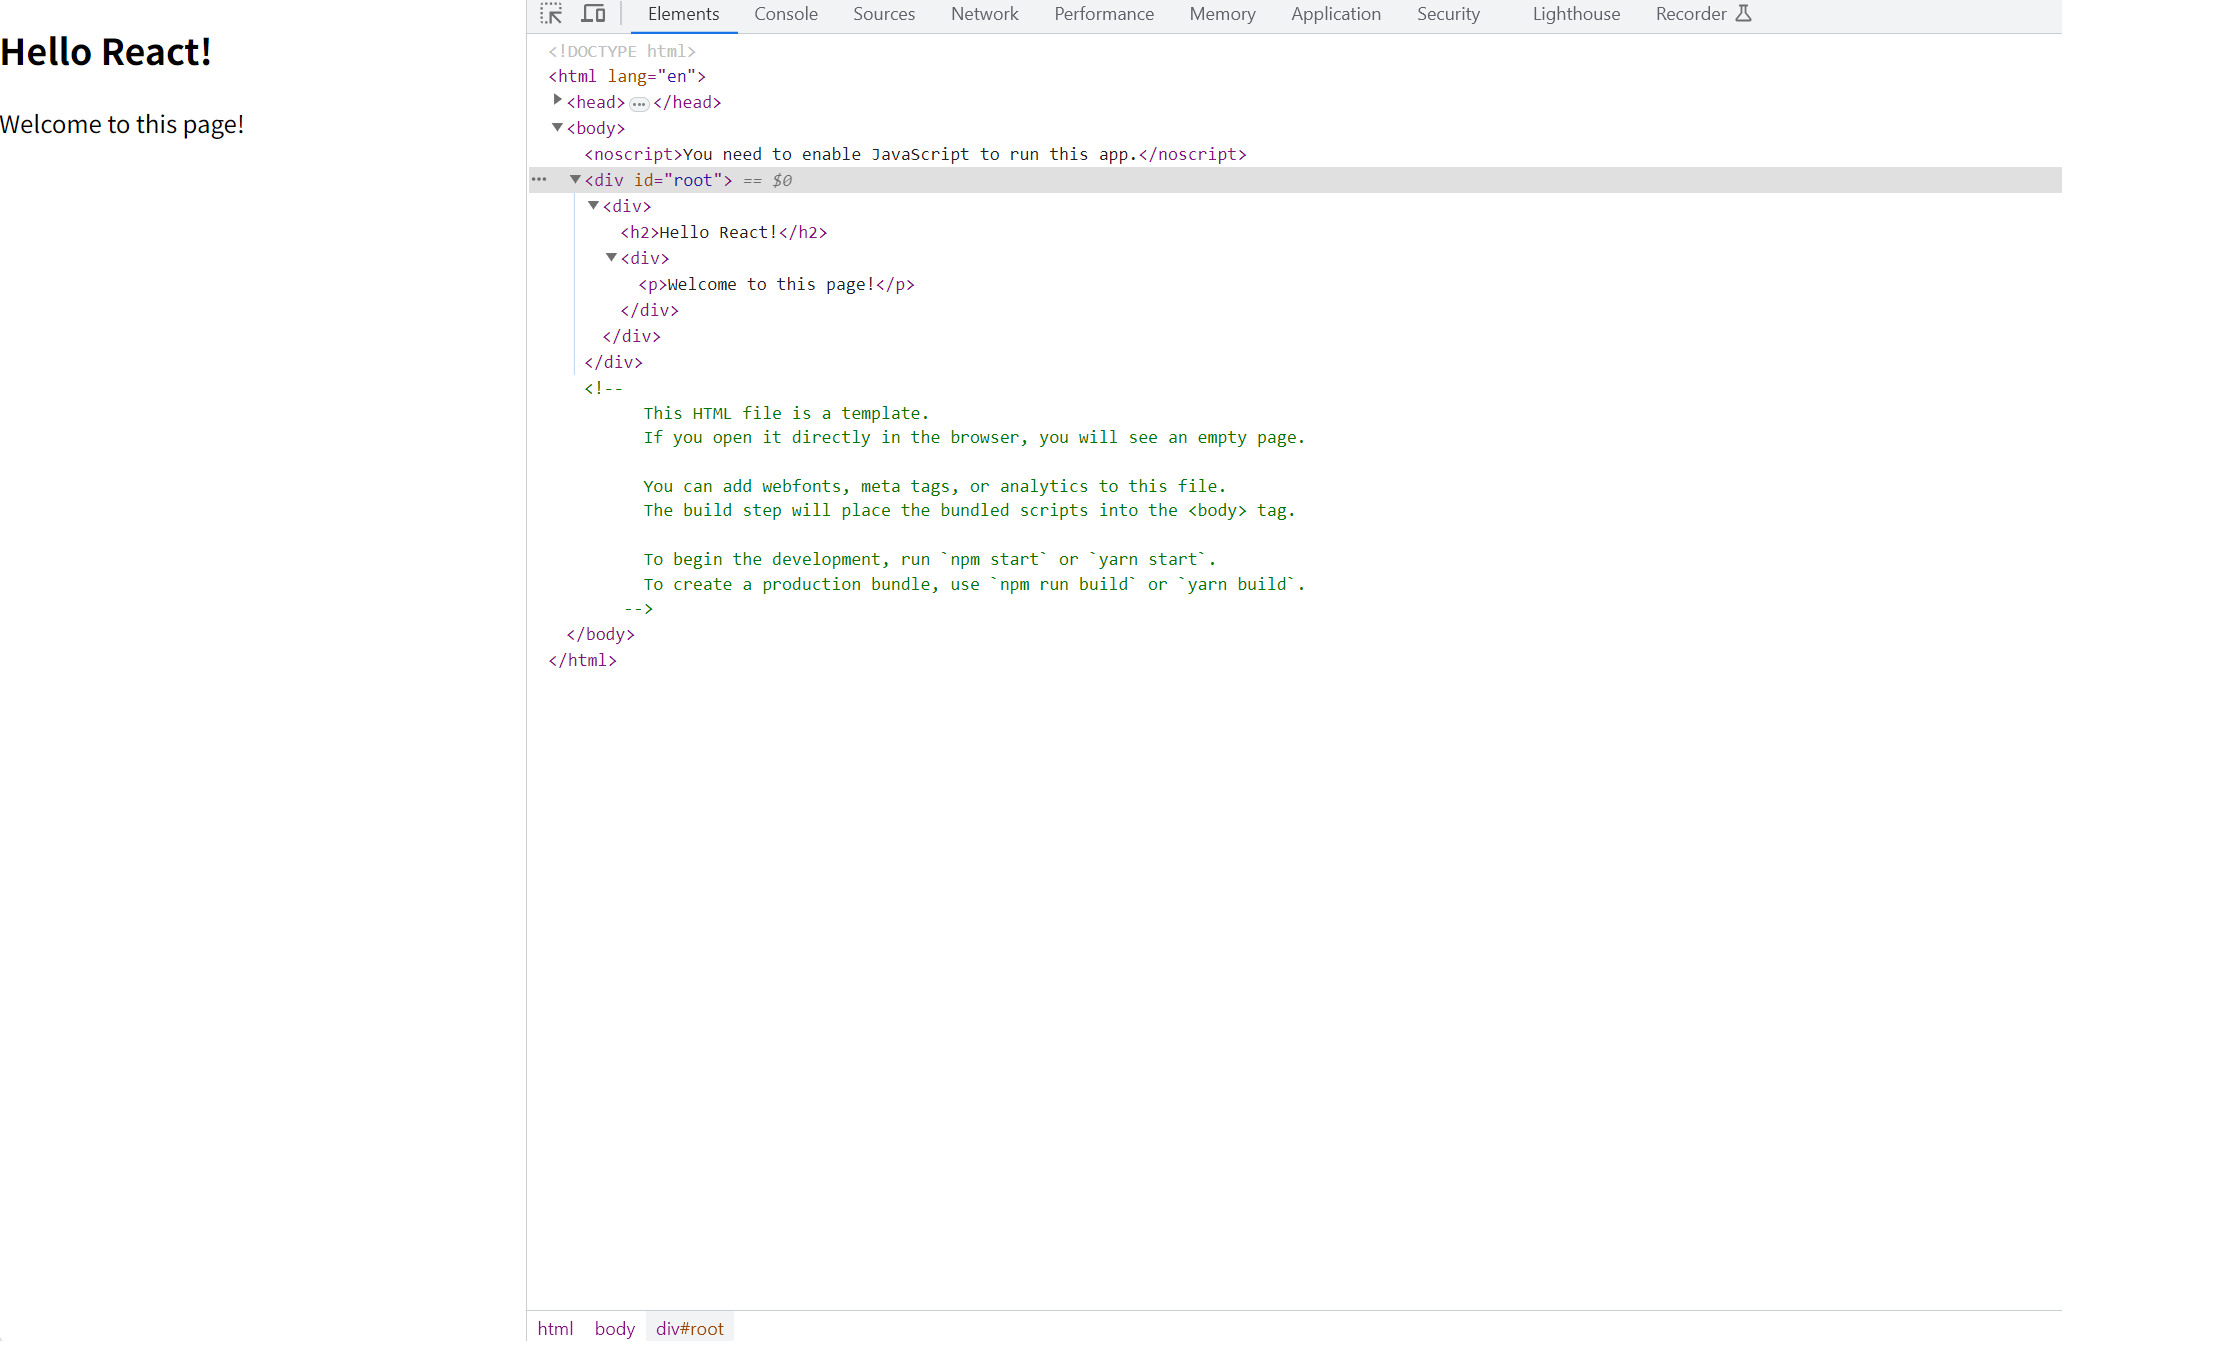 Hello React!
Welcome to this page!
Elements Console Sources Network Performance Memory Application Security Lighthouse Recorder
<!DOCTYPE html>
<html lang="en">
<head> ••• </head>
<body>
<noscript>You need to enable JavaScript to run this app.</noscript>
••• <div id="root"> == $0
<div>
<h2>Hello React!</h2>
<div>
<p>Welcome to this page!</p>
</div>
</div>
</div>
<!--
This HTML file is a template.
If you open it directly in the browser, you will see an empty page.
You can add webfonts, meta tags, or analytics to this file.
The build step will place the bundled scripts into the <body> tag.
To begin the development, run `npm start` or `yarn start`.
To create a production bundle, use `npm run build` or `yarn build`.
-->
</body>
</html>
html body div#root